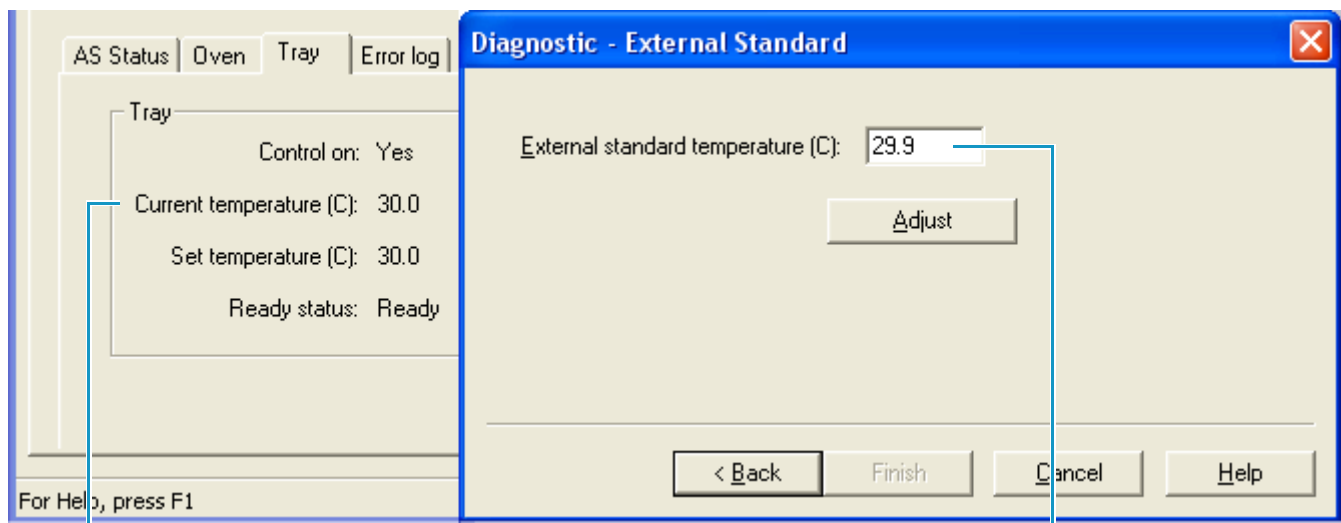 AS Status Oven Tray Error log
Tray
Control on: Yes
Current temperature (C): 30.0
Set temperature (C): 30.0
Ready status: Ready
For Help, press F1
Diagnostic - External Standard
External standard temperature (C): 29.9
Adjust
< Back Finish Cancel Help